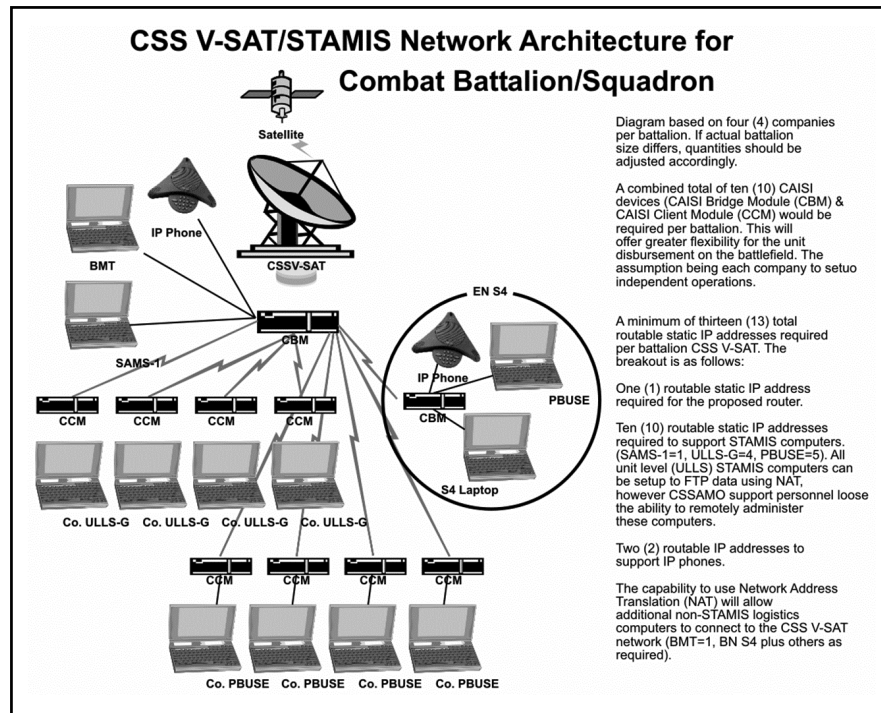 CSS V-SAT/STAMIS Network Architecture for
Combat Battalion/Squadron
Satellite
IP Phone
BMT
CSSV-SAT
SAMS-1
CBM
EN S4
IP Phone
PBUSE
CBM
S4 Laptop
CCM
CCM
CCM
CCM
Co. ULLS-G
Co. ULLS-G
Co. ULLS-G
Co. ULLS-G
CCM
CCM
CCM
CCM
Co. PBUSE
Co. PBUSE
Co. PBUSE
Co. PBUSE
Diagram based on four (4) companies
per battalion. If actual battalion
size differs, quantities should be
adjusted accordingly.
A combined total of ten (10) CAISI
devices (CAISI Bridge Module (CBM) &
CAISI Client Module (CCM) would be
required per battalion. This will
offer greater flexibility for the unit
disbursement on the battlefield. The
assumption being each company to setuo
independent operations.
A minimum of thirteen (13) total
routable static IP addresses required
per battalion CSS V-SAT. The
breakout is as follows:
One (1) routable static IP address
required for the proposed router.
Ten (10) routable static IP addresses
required to support STAMIS computers.
(SAMS-1=1, ULLS-G=4, PBUSE=5). All
unit level (ULLS) STAMIS computers can
be setup to FTP data using NAT,
however CSSAMO support personnel loose
the ability to remotely administer
these computers.
Two (2) routable IP addresses to
support IP phones.
The capability to use Network Address
Translation (NAT) will allow
additional non-STAMIS logistics
computers to connect to the CSS V-SAT
network (BMT=1, BN S4 plus others as
required).